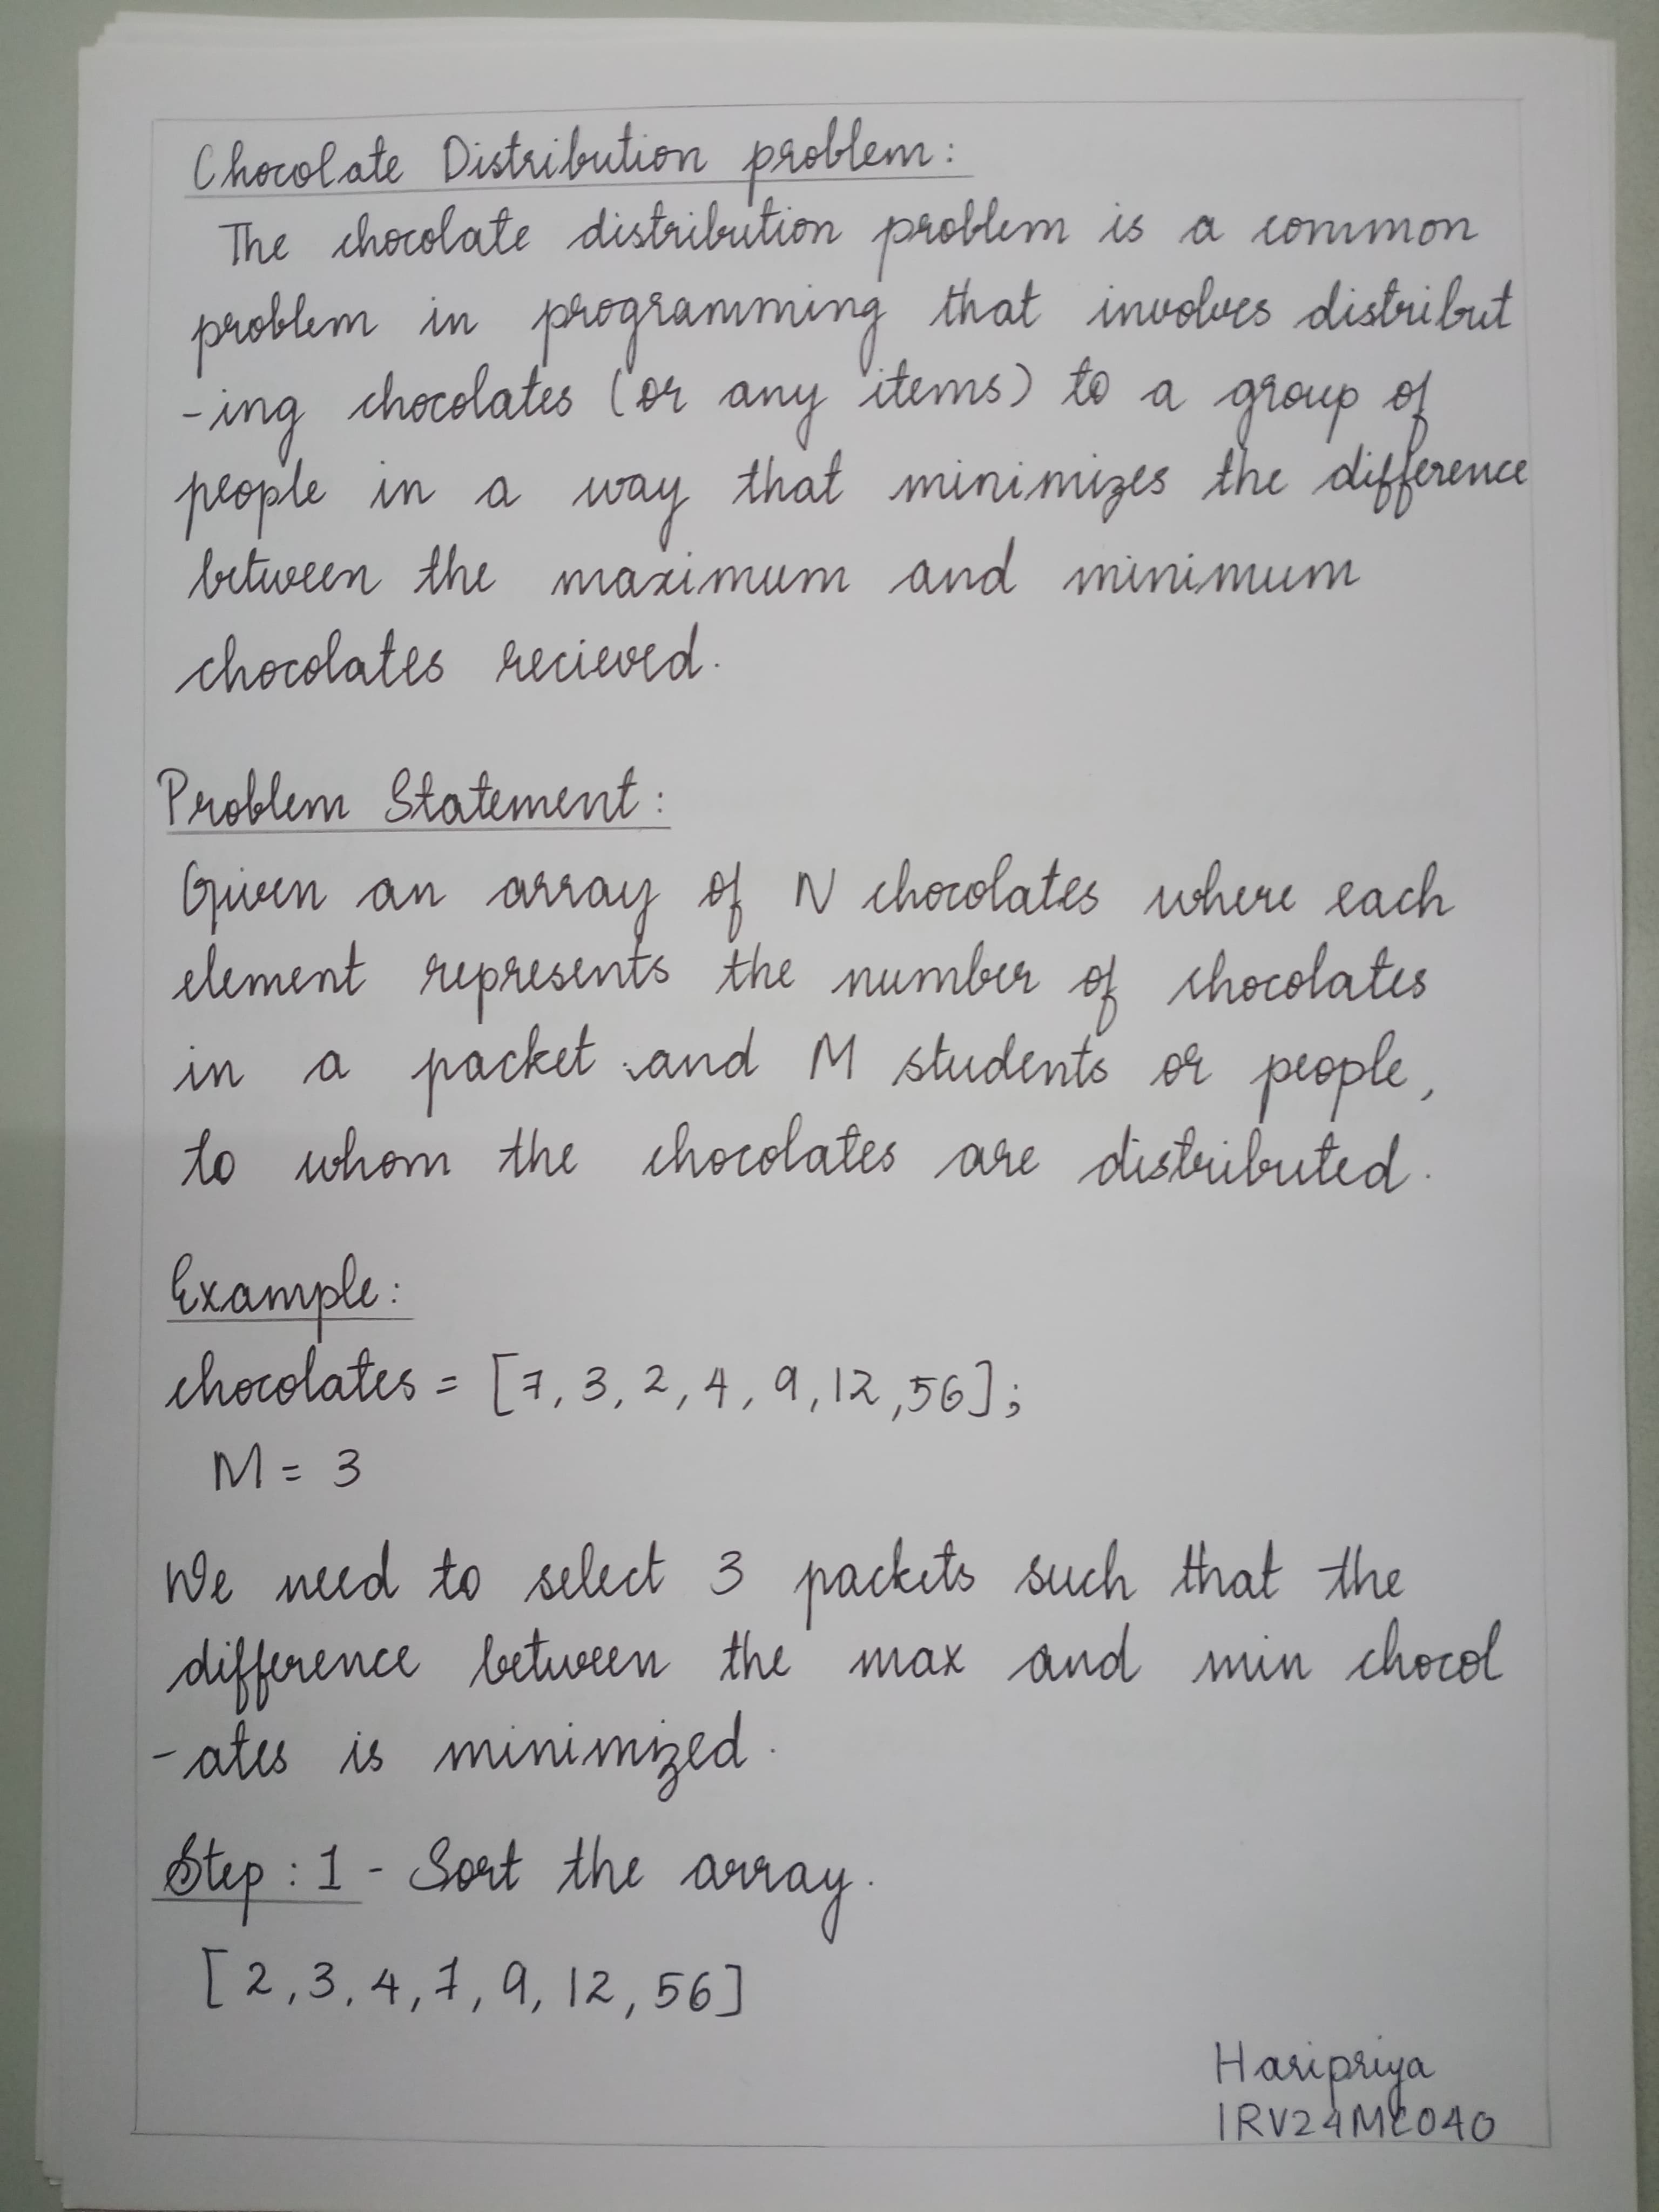 Chocolate Distribution problem:
The chocolate distribution problem is a common
problem in programming that involves distribut
-ing chocolates (or any items) to a group of
people in a way that minimizes the difference
between the maximum and minimum
chocolates recieved.
Problem Statement:
Given an array of N chocolates where each
element represents the number of chocolates
in a packet and M students or people,
to whom the chocolates are distributed.
Example:
chocolates = [7, 3, 2, 4, 9, 12, 56];
M = 3
We need to select 3 packets such that the
difference between the max and min chocol
-ates is minimized.
Step: 1 - Sort the array.
[2, 3, 4, 7, 9, 12, 56]
Haripriya
1RV24MC040